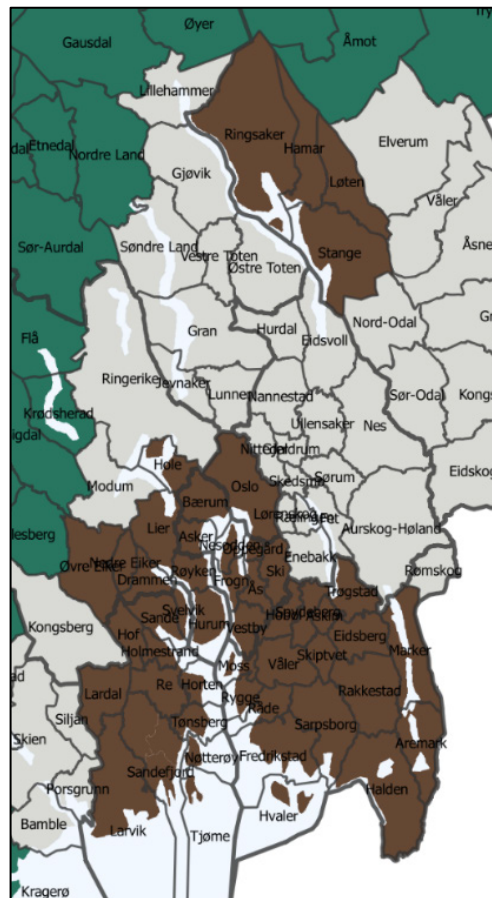 Øyer
Try
Gausdal
Åmot
Lillehammer
Etnedal
Nordre Land
Ringsaker
Hamar
Elverum
Gjøvik
Løten
Våler
Sør-Aurdal
Søndre Land
Vestre Toten
Østre Toten
Stange
Åsne
Flå
Gran
Hurdal
Eidsvoll
Nord-Odal
Ringerike
Jevnaker
Lunner
Nannestad
Sør-Odal
Krødsherad
igdal
Ullensaker
Nes
Kongs
Hole
Oslo
Modum
Skedsmo
Sørum
Eidskog
Bærum
Lørenskog
Fet
Aurskog-Høland
lesberg
Lier
Asker
Nesodden
Oppegård
Enebakk
Rømskog
Øvre Eiker
Nedre Eiker
Drammen
Røyken
Frogn
Ski
Ås
Trøgstad
Kongsberg
Sande
Svelvik
Hurum
Vestby
Hobøl
Spydeberg
Askim
Hof
Holmestrand
Eidsberg
Marker
Moss
Våler
Skiptvet
Lardal
Re
Horten
Rygge
Råde
Rakkestad
Siljan
Skien
Tønsberg
Sarpsborg
Aremark
Nøtterøy
Fredrikstad
Porsgrunn
Sandefjord
Halden
Bamble
Larvik
Tjøme
Hvaler
Kragerø